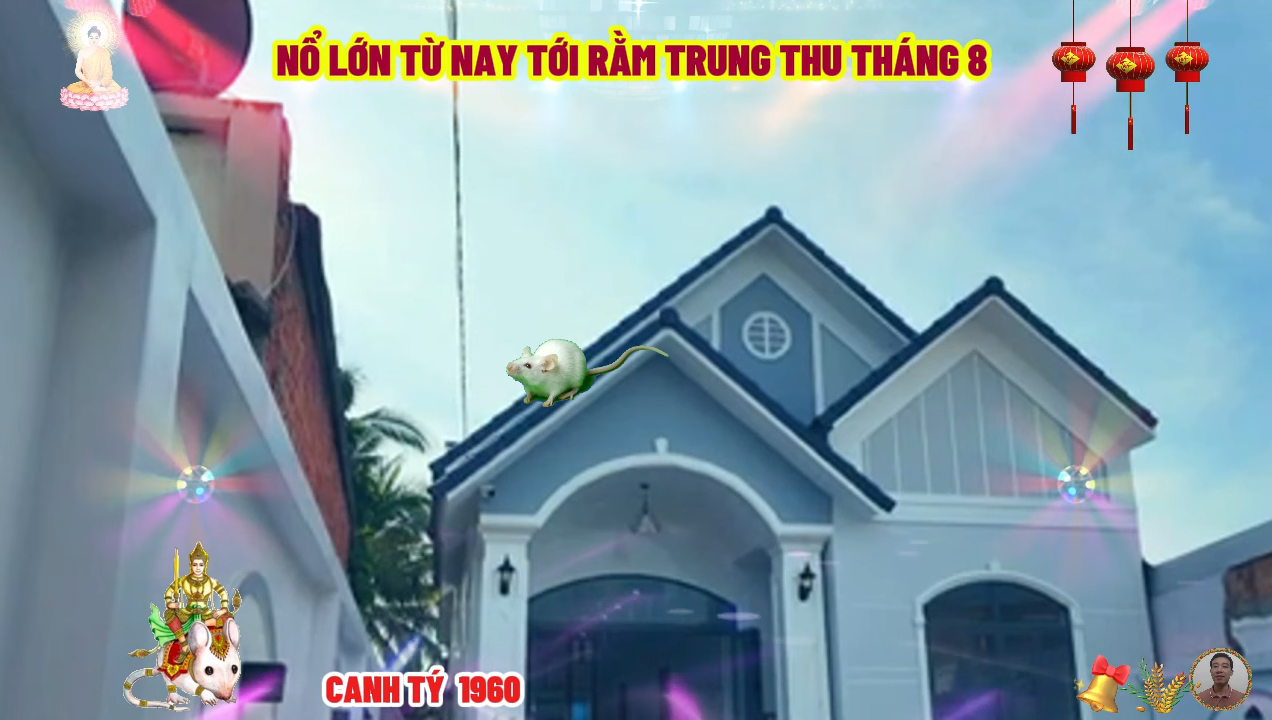 NỔ LỚN TỪ NAY TỚI RẰM TRUNG THU THÁNG 8
CANH TÝ 1960